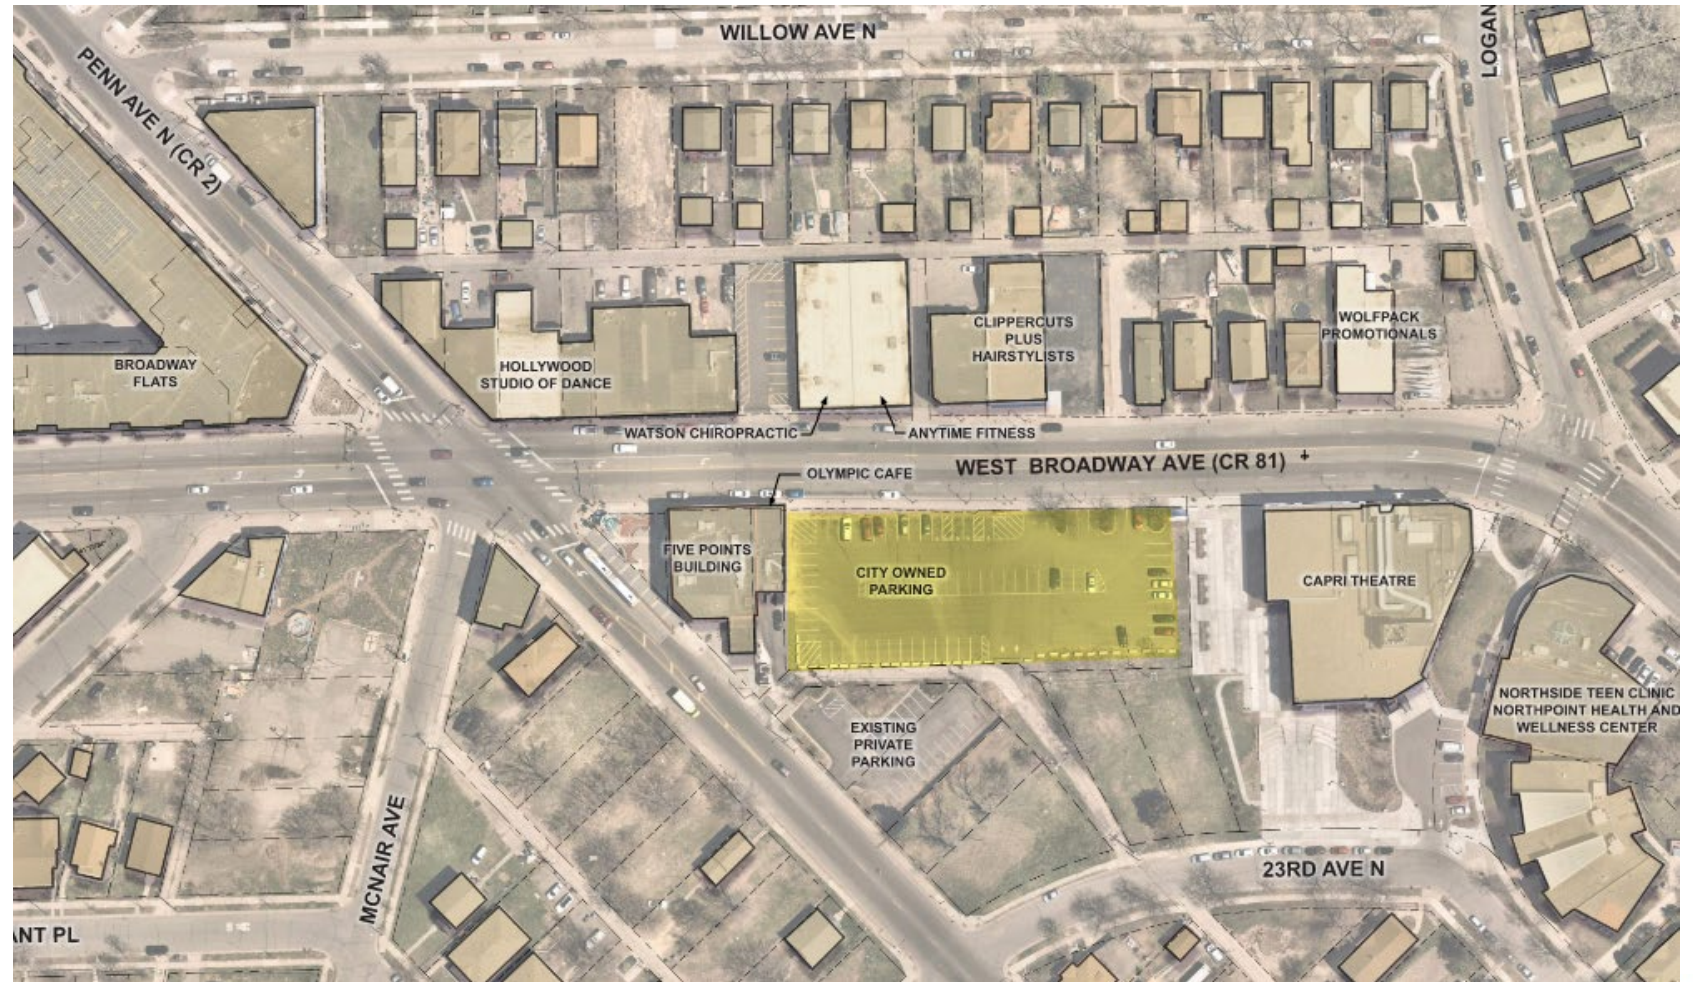 WILLOW AVE N
LOGAN
PENN AVE N (CR 2)
BROADWAY
FLATS
HOLLYWOOD
STUDIO OF DANCE
CLIPPERCUTS
PLUS
HAIRSTYLISTS
WOLFPACK
PROMOTIONALS
WATSON CHIROPRACTIC
ANYTIME FITNESS
WEST BROADWAY AVE (CR 81)
OLYMPIC CAFE
FIVE POINTS
BUILDING
CITY OWNED
PARKING
CAPRI THEATRE
NORTHSIDE TEEN CLINIC
NORTHPOINT HEALTH AND
WELLNESS CENTER
EXISTING
PRIVATE
PARKING
MCNAIR AVE
23RD AVE N
ANT PL